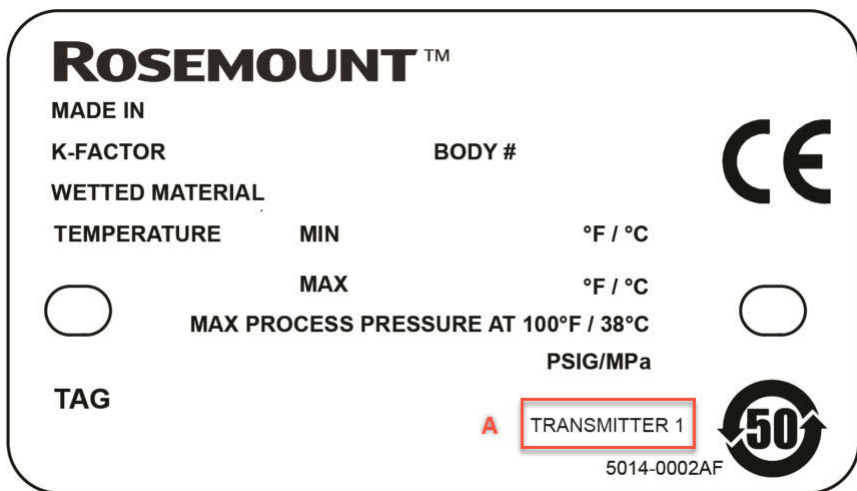 ROSEMOUNT™
MADE IN
K-FACTOR BODY #
WETTED MATERIAL
TEMPERATURE MIN °F / °C
MAX °F / °C
MAX PROCESS PRESSURE AT 100°F / 38°C
PSIG/MPa
TAG
A TRANSMITTER 1
50
5014-0002AF
CE